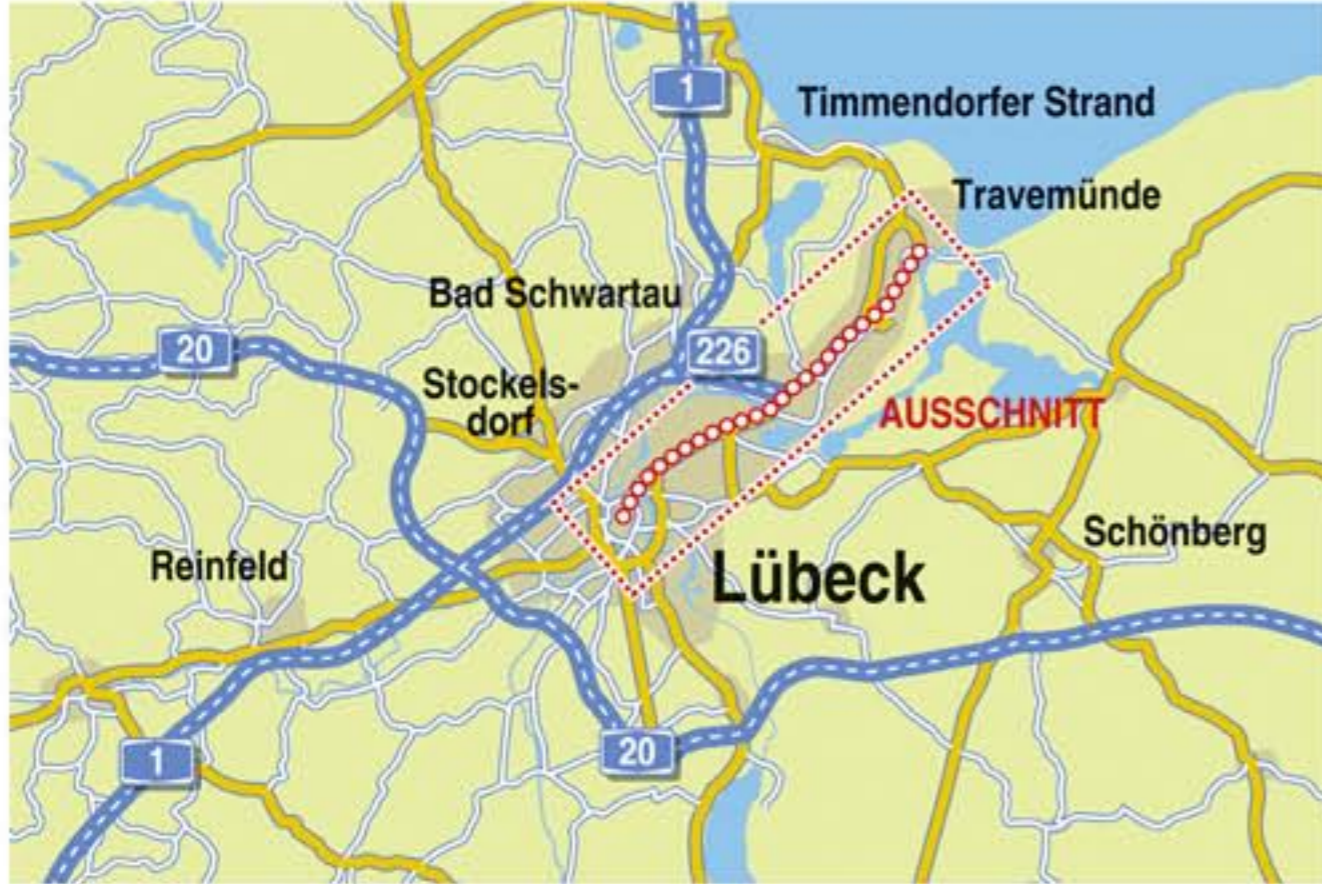 1
Timmendorfer Strand
Travemünde
Bad Schwartau
20
226
Stockels-
dorf
AUSSCHNITT
Schönberg
Reinfeld
Lübeck
20
1